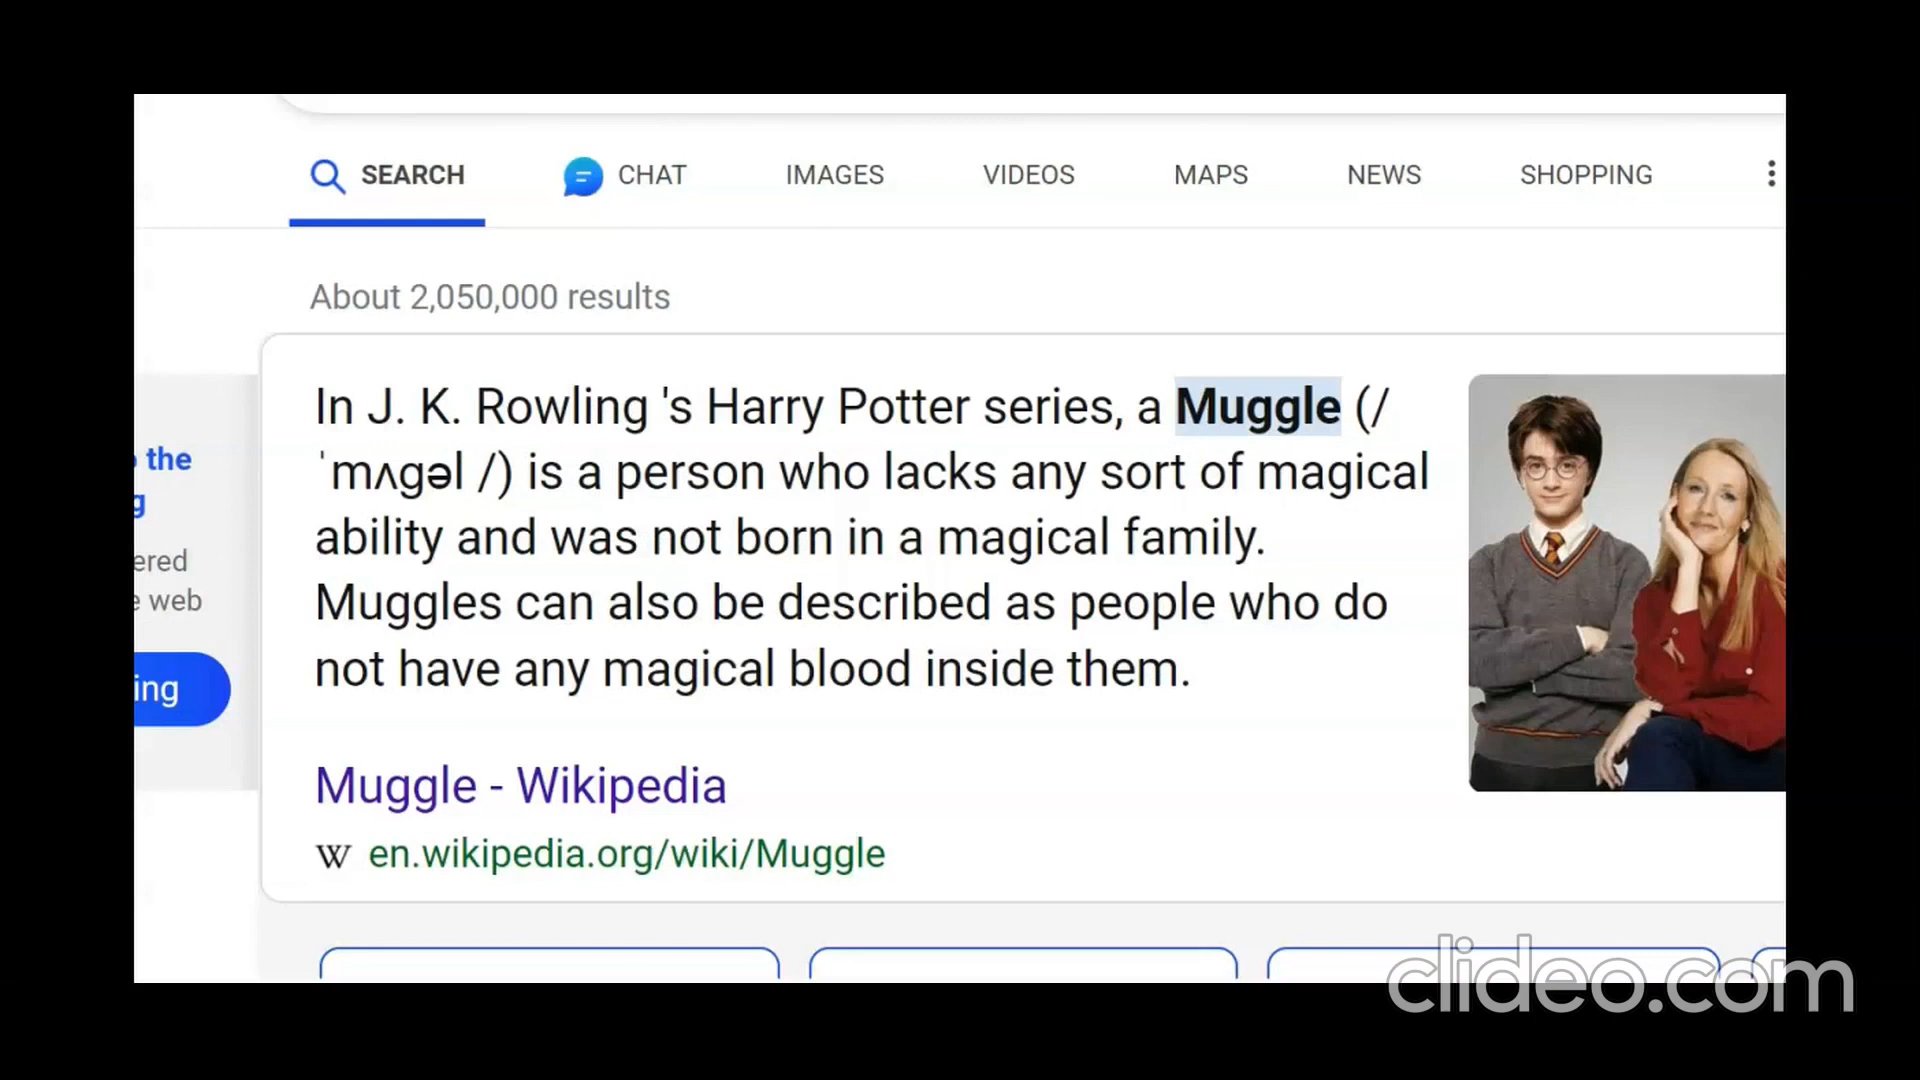 SEARCH CHAT IMAGES VIDEOS MAPS NEWS SHOPPING
About 2,050,000 results
In J. K. Rowling 's Harry Potter series, a Muggle (/
ˈmʌɡəl /) is a person who lacks any sort of magical
ability and was not born in a magical family.
Muggles can also be described as people who do
not have any magical blood inside them.
Muggle - Wikipedia
W en.wikipedia.org/wiki/Muggle
the
web
clideo.com